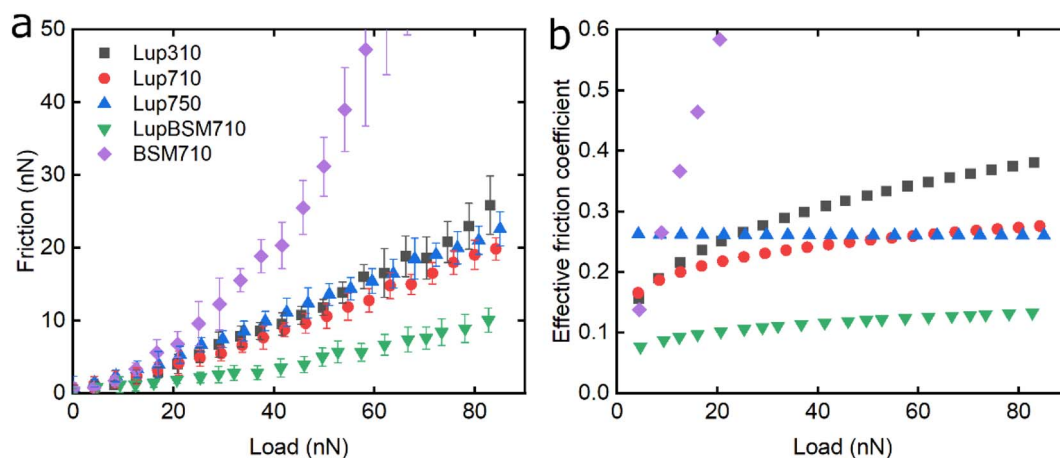 a
50
40
30
20
10
0
Friction (nN)
Lup310
Lup710
Lup750
LupBSM710
BSM710
0 20 40 60 80
Load (nN)
b
0.6
0.5
0.4
0.3
0.2
0.1
0.0
Effective friction coefficient
0 20 40 60 80
Load (nN)